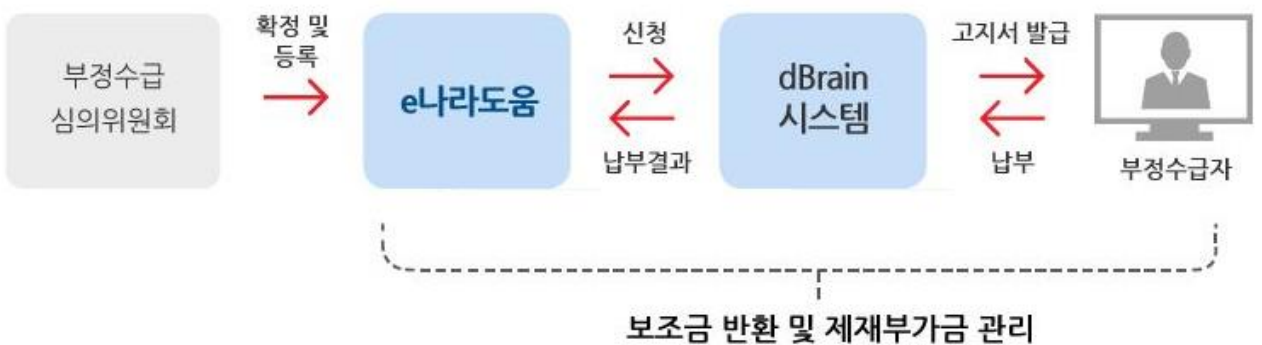 부정수급
심의위원회
확정 및
등록
e나라도움
신청
납부결과
dBrain
시스템
고지서 발급
납부
부정수급자
보조금 반환 및 제재부가금 관리